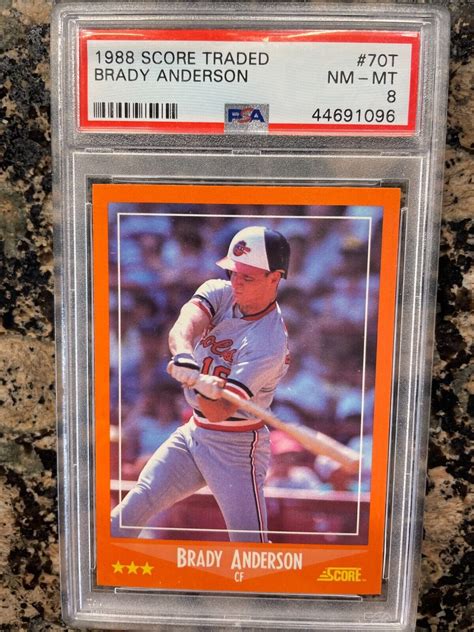 1988 SCORE TRADED #70T
BRADY ANDERSON NM - MT
8
PSA 44691096
BRADY ANDERSON
CF
SCORE